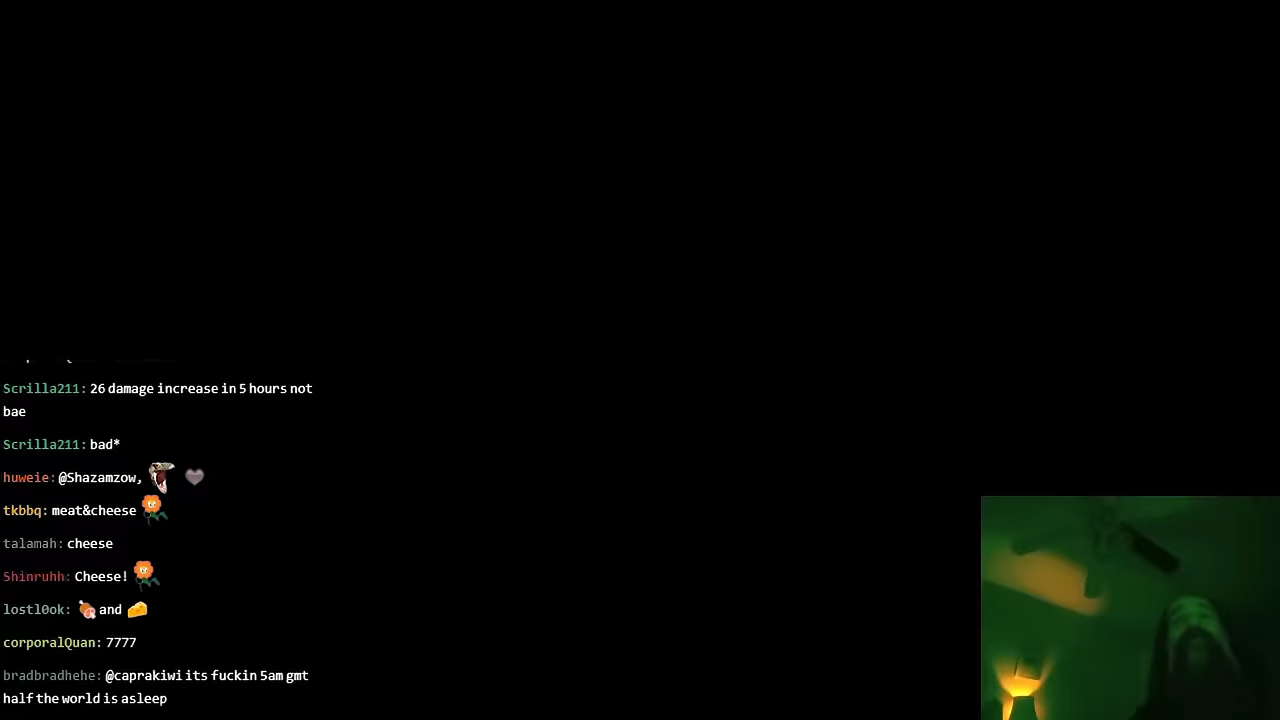 Scrilla211: 26 damage increase in 5 hours not
bae
Scrilla211: bad*
huweie: @Shazamzow,
tkbbq: meat&cheese
talamah: cheese
Shinruhh: Cheese!
lostl0ok: and
corporalQuan: 7777
bradbradhehe: @caprakiwi its fuckin 5am gmt
half the world is asleep